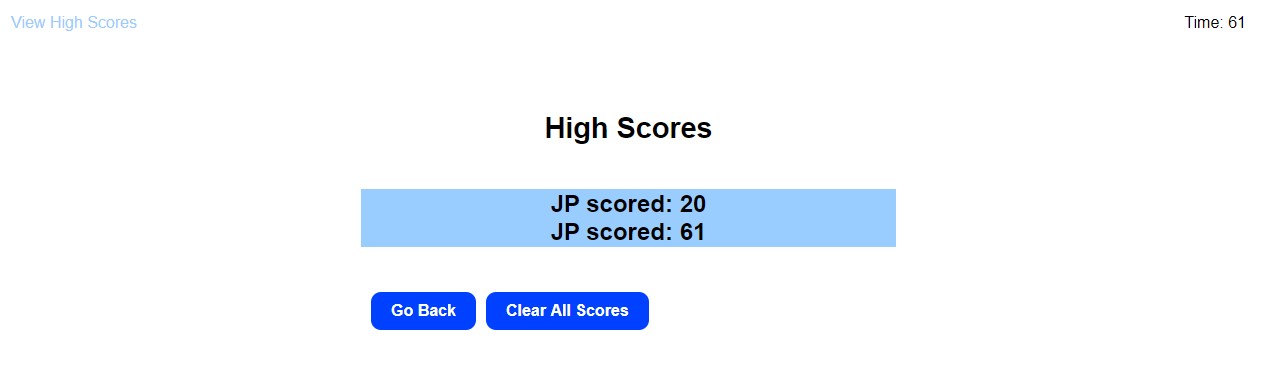 View High Scores
Time: 61
High Scores
JP scored: 20
JP scored: 61
Go Back
Clear All Scores